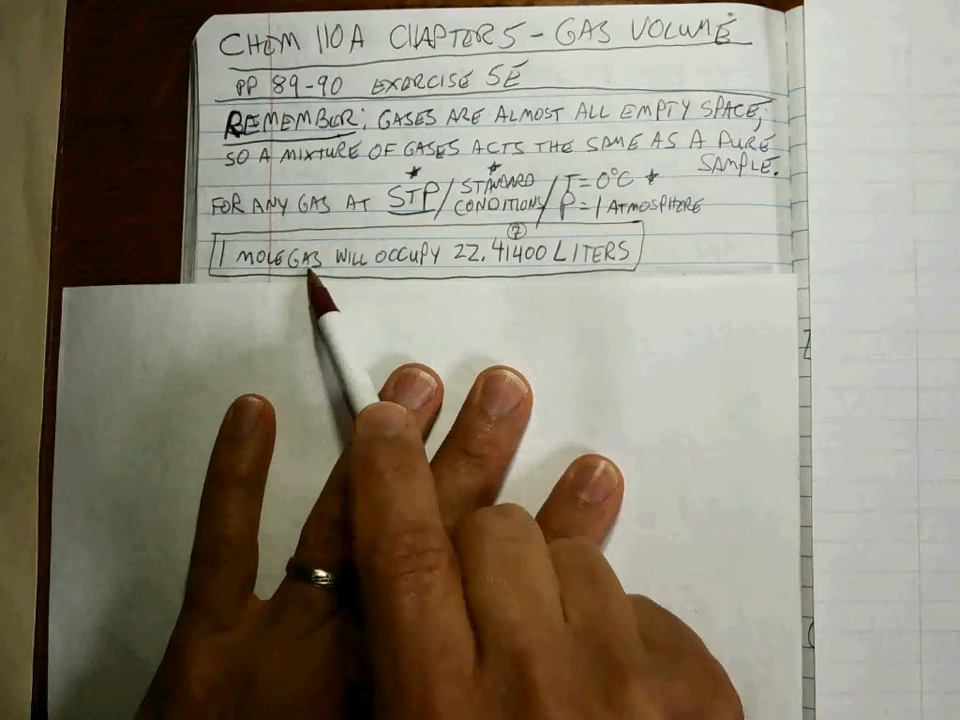 CHEM 110A CHAPTER 5 - GAS VOLUME
PP 89-90 EXERCISE 5E
REMEMBER: GASES ARE ALMOST ALL EMPTY SPACE;
SO A MIXTURE OF GASES ACTS THE SAME AS A PURE
SAMPLE.
FOR ANY GAS AT STP / STANDARD CONDITIONS / T = 0°C * P = 1 ATMOSPHERE
1 MOLE GAS WILL OCCUPY 22.41400 LITERS
(7)